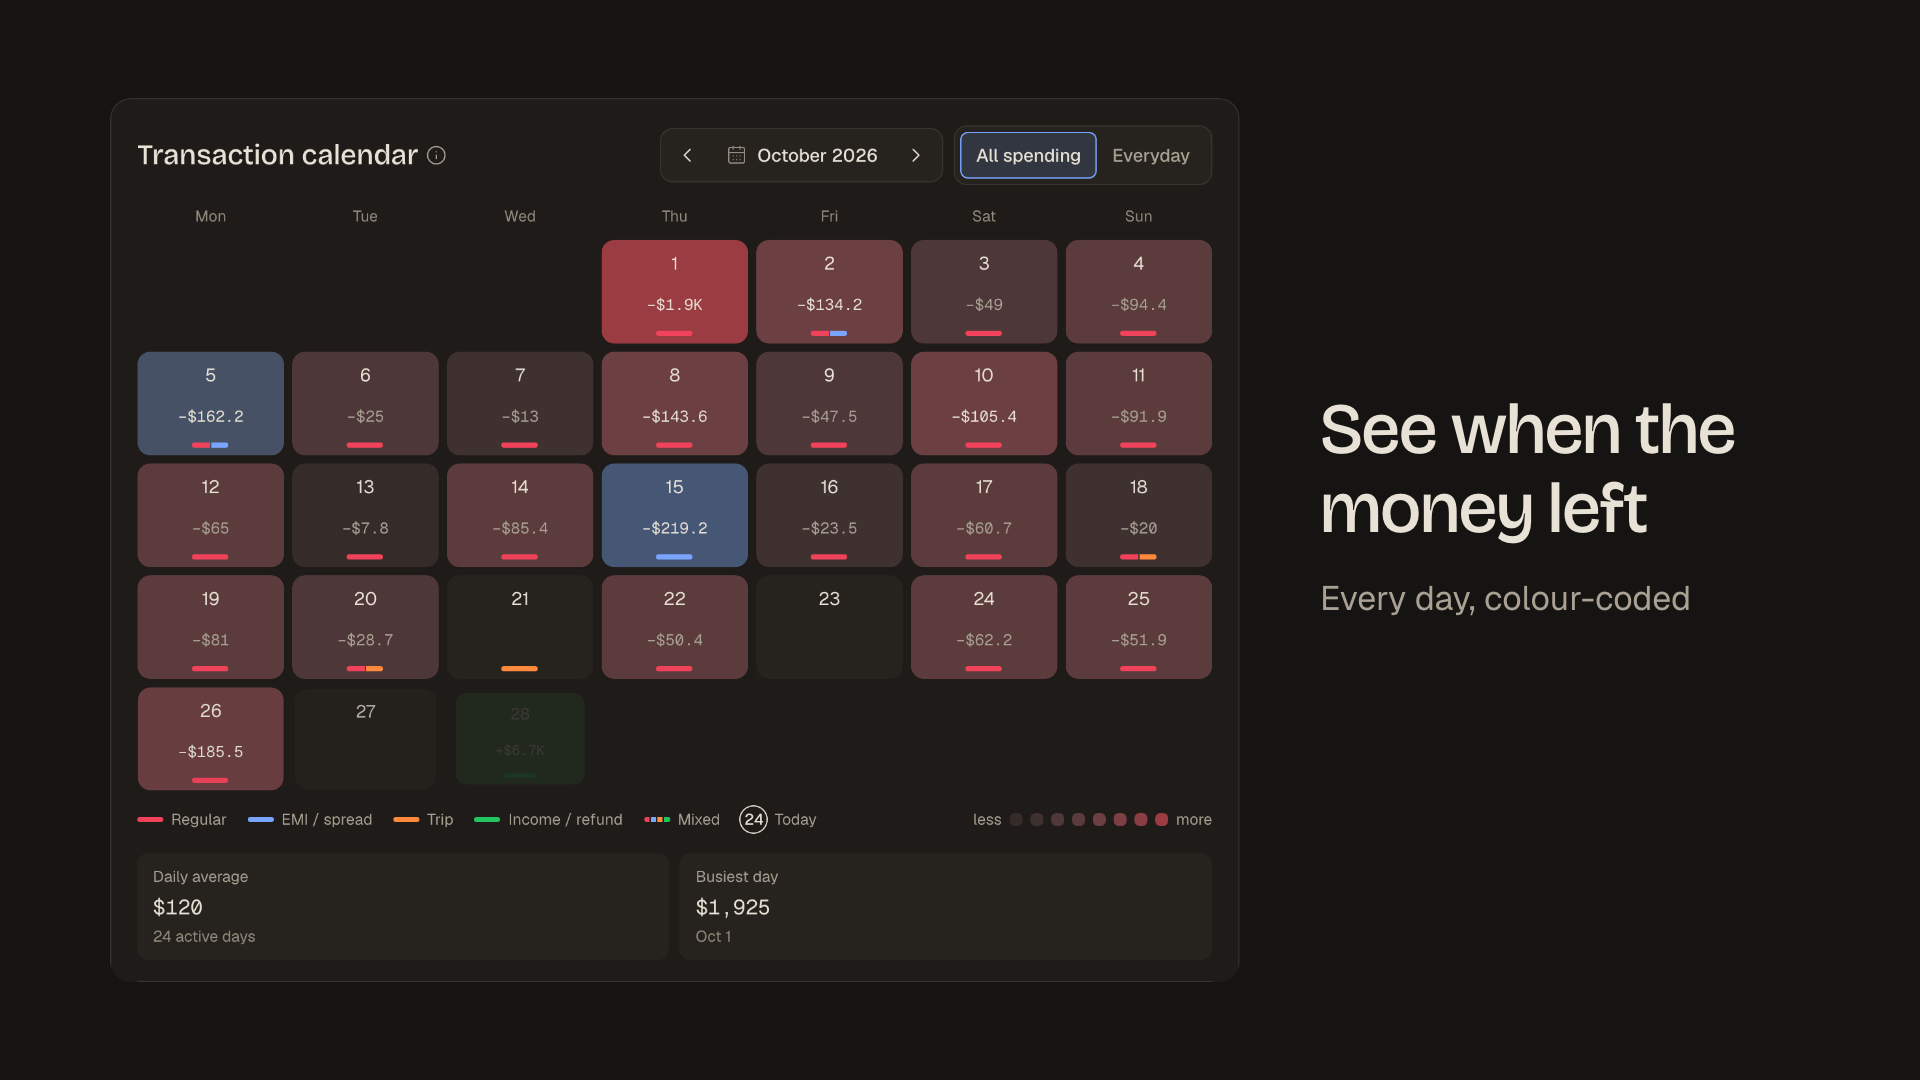 Transaction calendar
October 2026
All spending
Everyday
Mon Tue Wed Thu Fri Sat Sun
1 2 3 4
-$1.9K -$134.2 -$49 -$94.4
5 6 7 8 9 10 11
-$162.2 -$25 -$13 -$143.6 -$47.5 -$105.4 -$91.9
12 13 14 15 16 17 18
-$65 -$7.8 -$85.4 -$219.2 -$23.5 -$60.7 -$20
19 20 21 22 23 24 25
-$81 -$28.7 -$50.4 -$62.2 -$51.9
26 27 28
-$185.5 +$6.7K
Regular EMI / spread Trip Income / refund Mixed 24 Today less more
Daily average
$120
24 active days
Busiest day
$1,925
Oct 1
See when the
money left
Every day, colour-coded